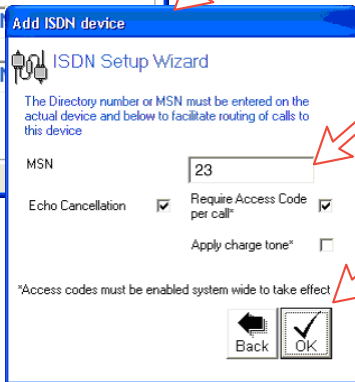 Add ISDN device
ISDN Setup Wizard
The Directory number or MSN must be entered on the
actual device and below to facilitate routing of calls to
this device
MSN
23
Echo Cancellation
Require Access Code
per call*
Apply charge tone*
*Access codes must be enabled system wide to take effect
Back
OK